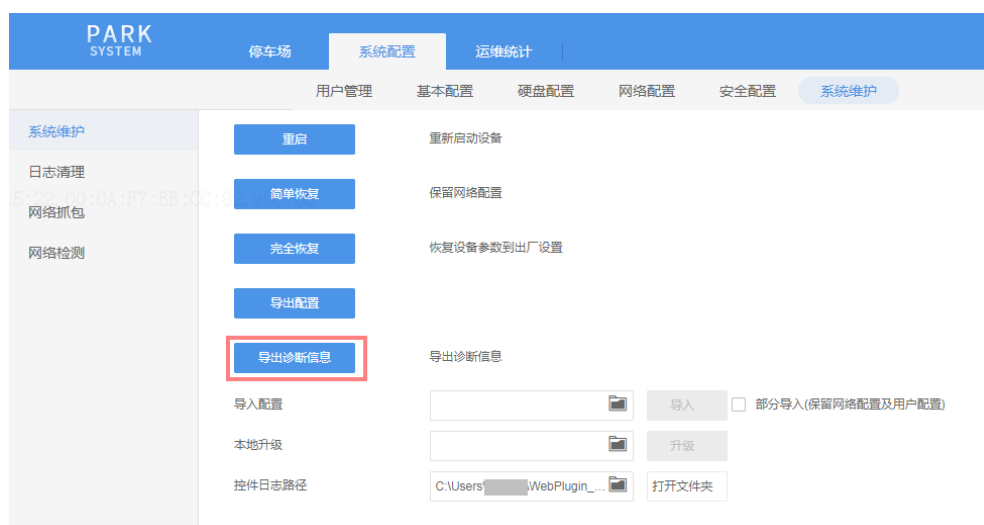 PARK
SYSTEM
停车场 系统配置 运维统计
用户管理 基本配置 硬盘配置 网络配置 安全配置 系统维护
系统维护
日志清理
网络抓包
网络检测
重启 重新启动设备
简单恢复 保留网络配置
完全恢复 恢复设备参数到出厂设置
导出配置
导出诊断信息 导出诊断信息
导入配置 导入 部分导入(保留网络配置及用户配置)
本地升级 升级
控件日志路径 C:\Users\ \WebPlugin_... 打开文件夹